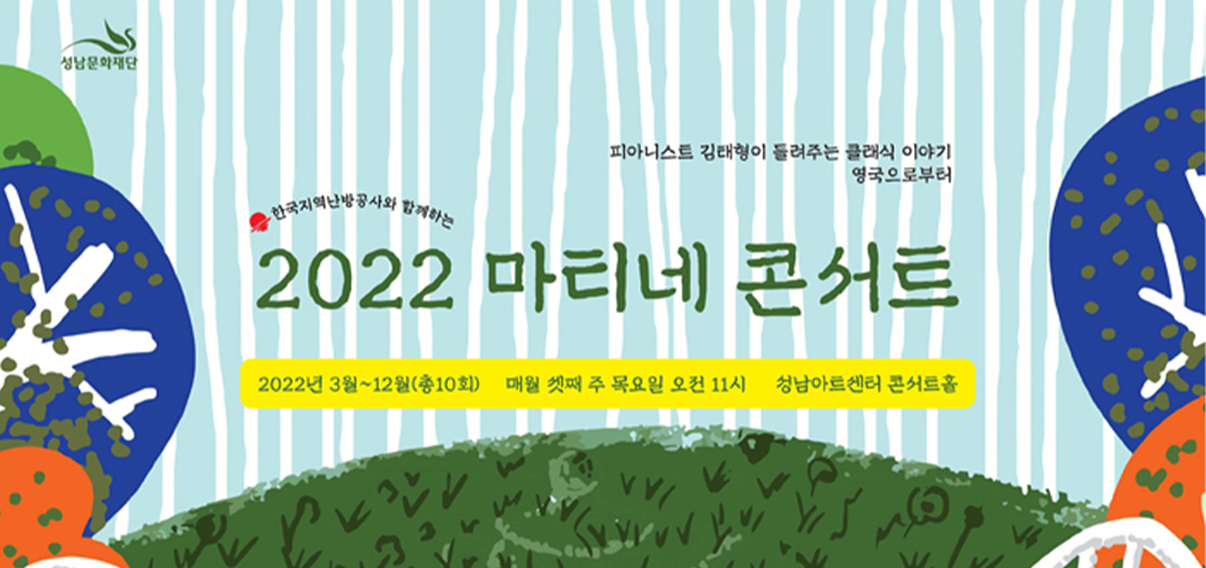 성남문화재단
피아니스트 김태형이 들려주는 클래식 이야기
영국으로부터
한국지역난방공사와 함께하는
2022 마티네 콘서트
2022년 3월~12월(총10회) 매월 셋째 주 목요일 오전 11시 성남아트센터 콘서트홀